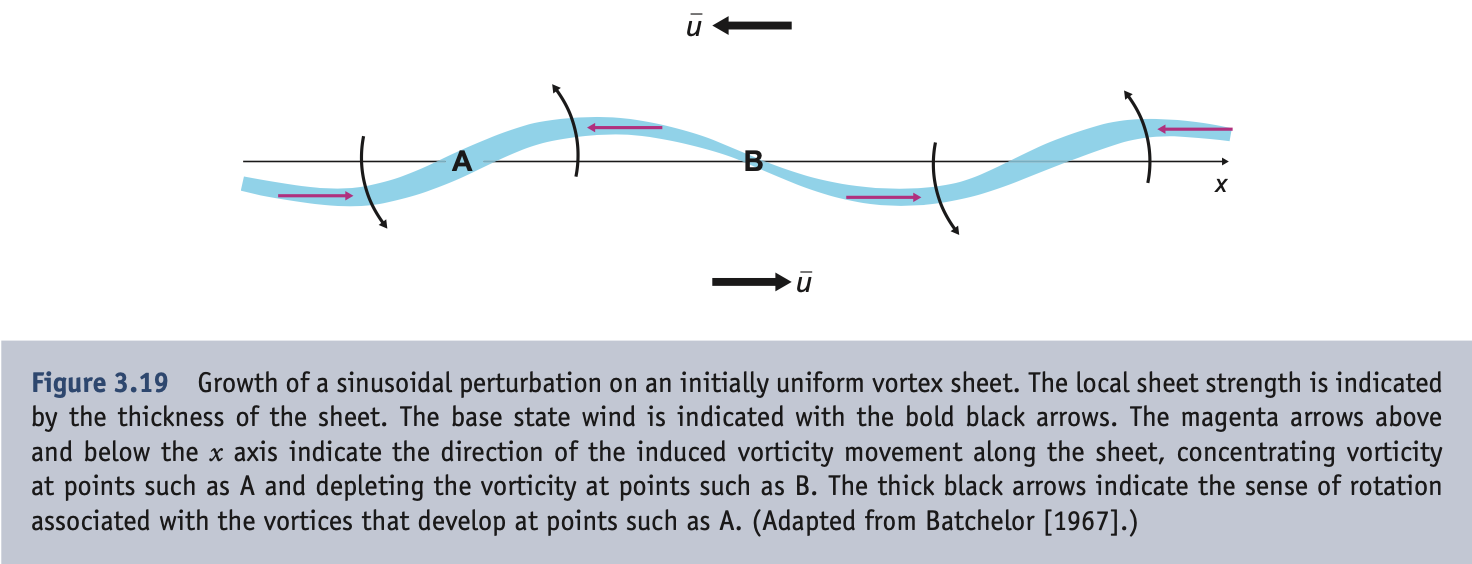 ū
A
B
x
ū
Figure 3.19 Growth of a sinusoidal perturbation on an initially uniform vortex sheet. The local sheet strength is indicated
by the thickness of the sheet. The base state wind is indicated with the bold black arrows. The magenta arrows above
and below the x axis indicate the direction of the induced vorticity movement along the sheet, concentrating vorticity
at points such as A and depleting the vorticity at points such as B. The thick black arrows indicate the sense of rotation
associated with the vortices that develop at points such as A. (Adapted from Batchelor [1967].)